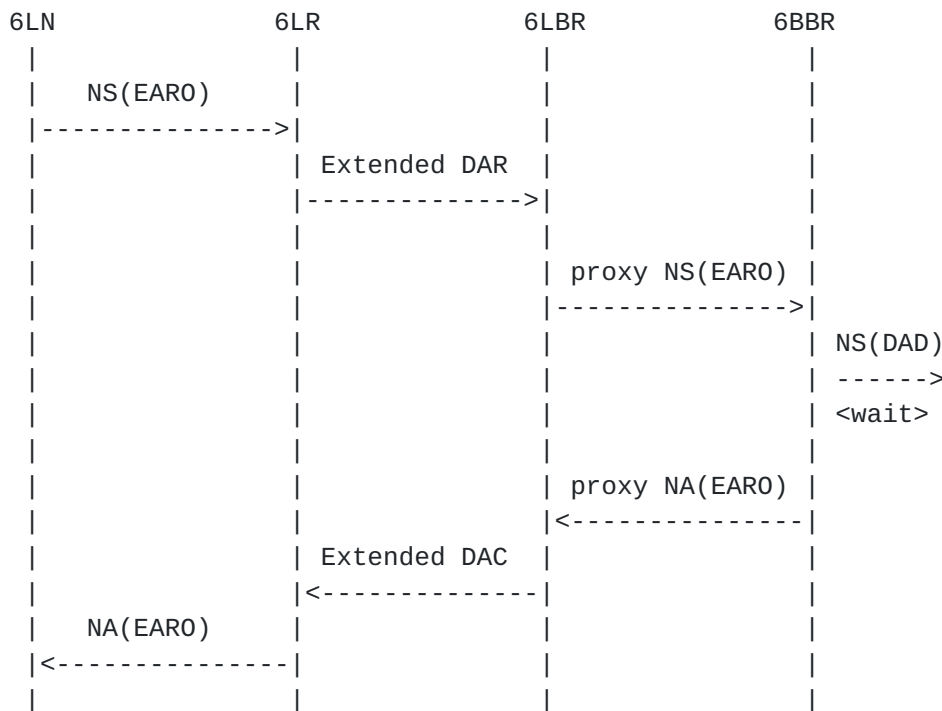 6LN 6LR 6LBR 6BBR
NS(EARO)
Extended DAR
proxy NS(EARO)
NS(DAD)
<wait>
proxy NA(EARO)
Extended DAC
NA(EARO)